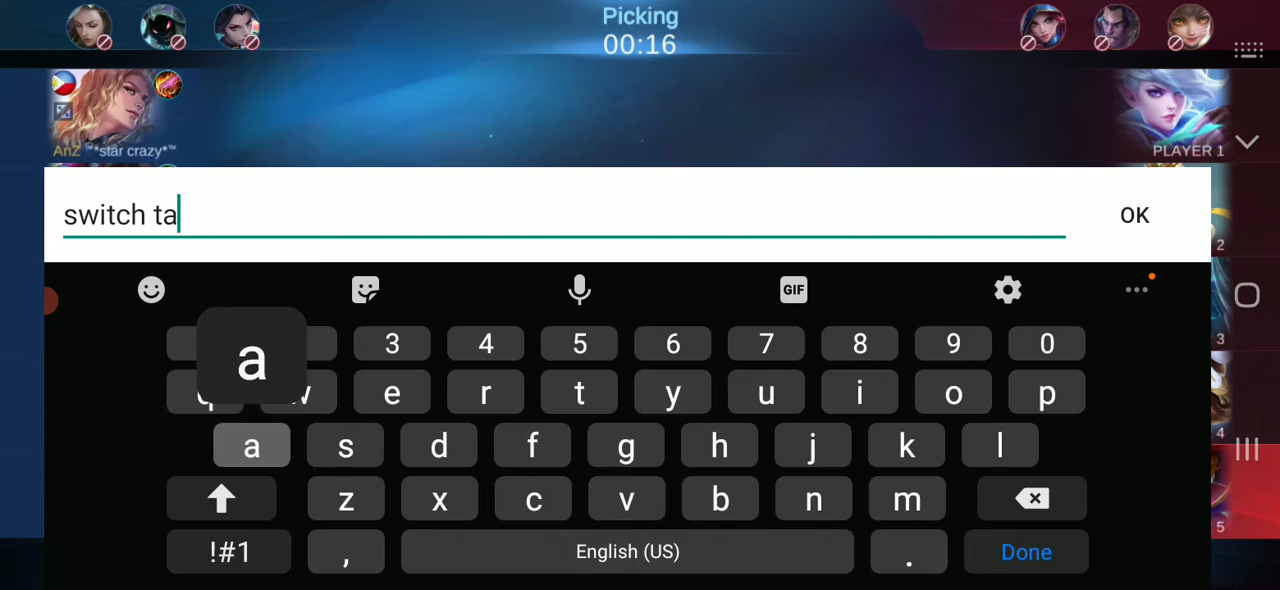 Picking
00:16
AnZ ™*star crazy*™
PLAYER 1
switch ta
OK
GIF
a
3 4 5 6 7 8 9 0
q w e r t y u i o p
a s d f g h j k l
z x c v b n m
!#1 , English (US) . Done
2
3
4
5